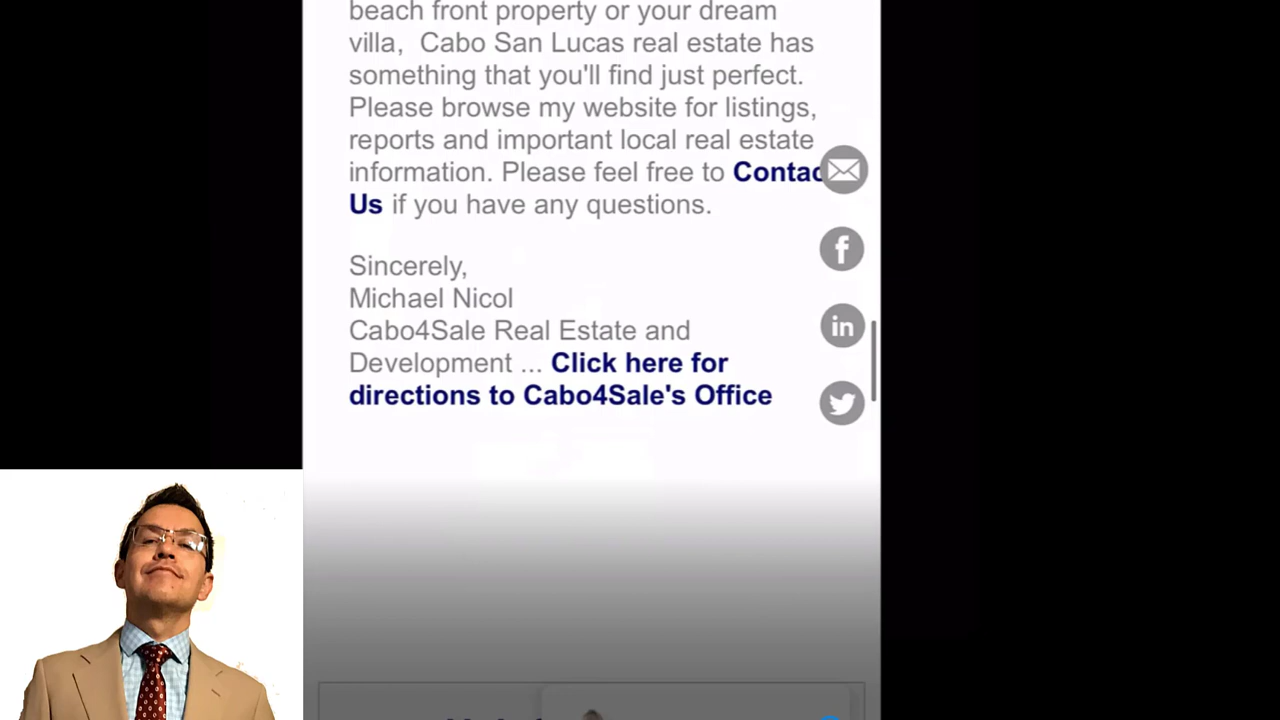 beach front property or your dream
villa,  Cabo San Lucas real estate has
something that you'll find just perfect.
Please browse my website for listings,
reports and important local real estate
information. Please feel free to Contac
Us if you have any questions.
Sincerely,
Michael Nicol
Cabo4Sale Real Estate and
Development ... Click here for
directions to Cabo4Sale's Office